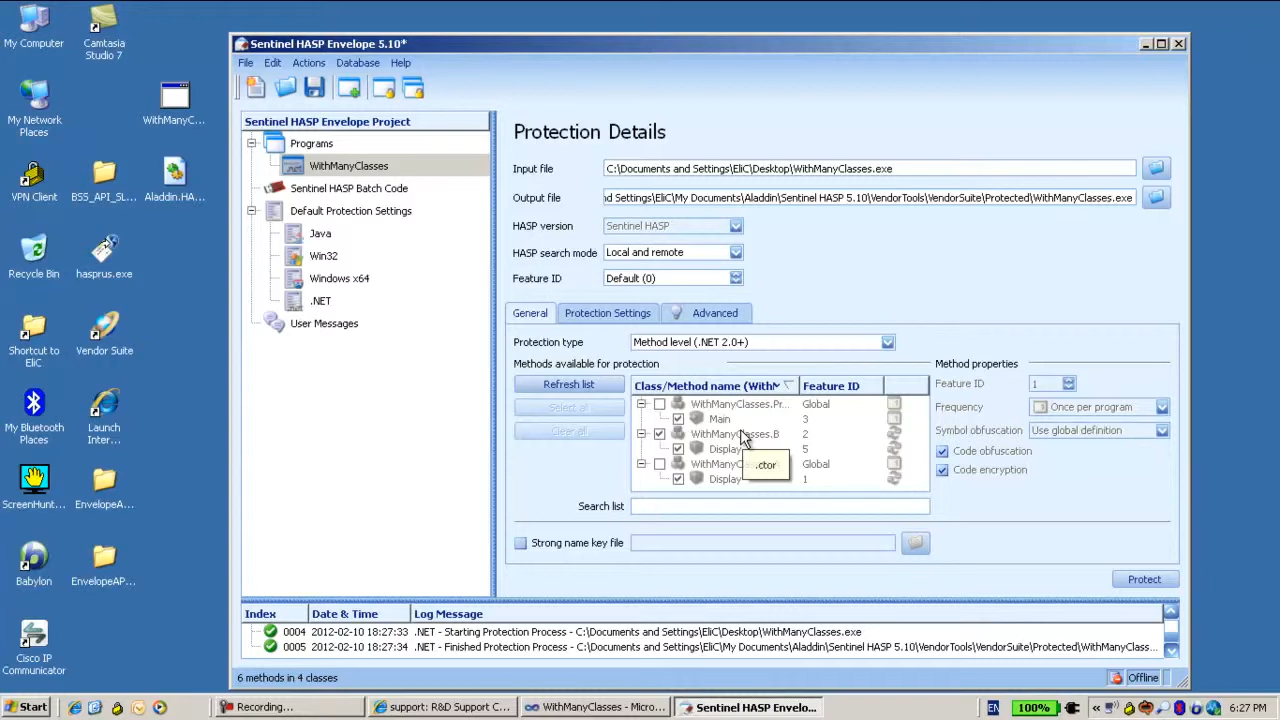 My Computer
Camtasia
Studio 7
My Network
Places
WithManyC...
VPN Client
BSS_API_SL...
Aladdin.HA...
Recycle Bin
hasprus.exe
Shortcut to
EliC
Vendor Suite
My Bluetooth
Places
Launch
Inter...
ScreenHunt...
Babylon
EnvelopeAP...
Cisco IP
Communicator
Sentinel HASP Envelope 5.10*
File Edit Actions Database Help
Sentinel HASP Envelope Project
Programs
WithManyClasses
Sentinel HASP Batch Code
Default Protection Settings
Java
Win32
Windows x64
.NET
User Messages
Protection Details
Input file C:\Documents and Settings\EliC\Desktop\WithManyClasses.exe
Output file d Settings\EliC\My Documents\Aladdin\Sentinel HASP 5.10\VendorTools\VendorSuite\Protected\WithManyClasses.exe
HASP version Sentinel HASP
HASP search mode Local and remote
Feature ID Default (0)
General Protection Settings Advanced
Protection type Method level (.NET 2.0+)
Methods available for protection
Refresh list
Select all
Clear all
Class/Method name (WithM Feature ID
WithManyClasses.Pr... Global
Main 3
WithManyClasses.B 2
Display 5
WithManyC Global
Display 1
.ctor
Search list
Method properties
Feature ID 1
Frequency Once per program
Symbol obfuscation Use global definition
Code obfuscation
Code encryption
Strong name key file
Protect
Index Date & Time Log Message
0004 2012-02-10 18:27:33 .NET - Starting Protection Process - C:\Documents and Settings\EliC\Desktop\WithManyClasses.exe
0005 2012-02-10 18:27:34 .NET - Finished Protection Process - C:\Documents and Settings\EliC\My Documents\Aladdin\Sentinel HASP 5.10\VendorTools\VendorSuite\Protected\WithManyClass...
6 methods in 4 classes
Offline
Start
Recording...
support: R&D Support C...
WithManyClasses - Micro...
Sentinel HASP Envelo...
EN
100%
«
6:27 PM